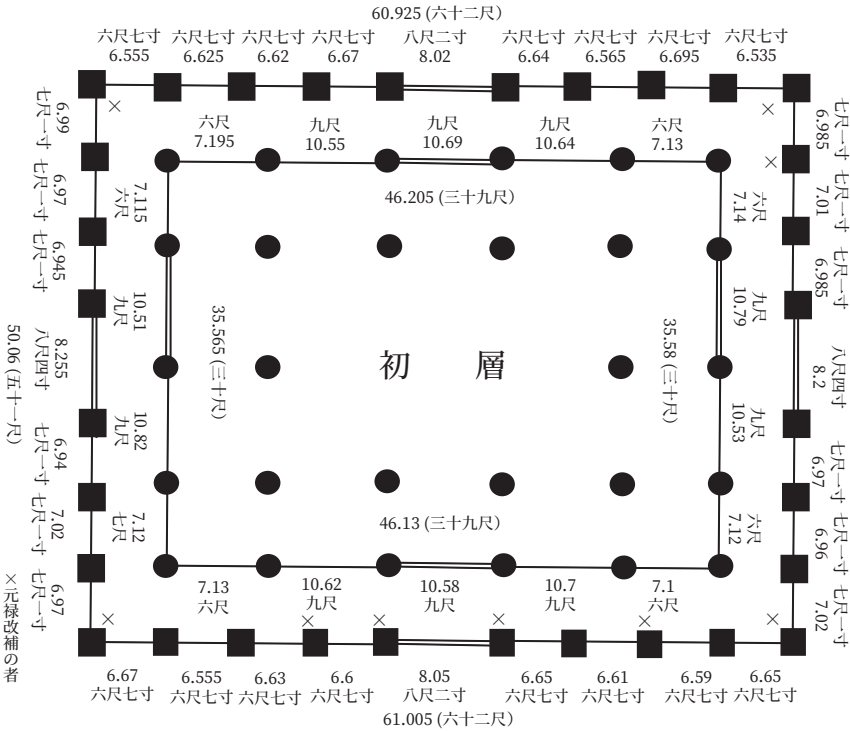 60.925 (六十二尺)
六尺七寸 六尺七寸 六尺七寸 六尺七寸 八尺二寸 六尺七寸 六尺七寸 六尺七寸 六尺七寸
6.555 6.625 6.62 6.67 8.02 6.64 6.565 6.695 6.535
六尺 九尺 九尺 九尺 六尺
7.195 10.55 10.69 10.64 7.13
46.205 (三十九尺)
6.99
七尺一寸
6.97
七尺一寸
6.945
七尺一寸
8.255
八尺四寸
6.94
七尺一寸
7.02
七尺一寸
6.97
七尺一寸
50.06 (五十一尺)
×元禄改補の者
7.115
六尺
10.51
九尺
10.82
九尺
7.12
七尺
35.565 (三十尺)
初 層
35.58 (三十尺)
六尺
7.14
九尺
10.79
九尺
10.53
六尺
7.12
七尺一寸
6.985
七尺一寸
7.01
七尺一寸
6.985
八尺四寸
8.2
七尺一寸
6.97
七尺一寸
6.96
七尺一寸
7.02
46.13 (三十九尺)
7.13 10.62 10.58 10.7 7.1
六尺 九尺 九尺 九尺 六尺
6.67 6.555 6.63 6.6 8.05 6.65 6.61 6.59 6.65
六尺七寸 六尺七寸 六尺七寸 六尺七寸 八尺二寸 六尺七寸 六尺七寸 六尺七寸 六尺七寸
61.005 (六十二尺)